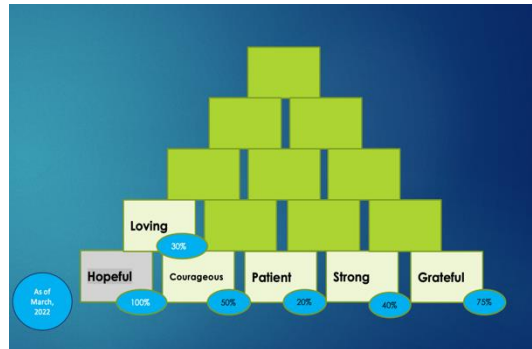 Loving
30%
Hopeful
Courageous
Patient
Strong
Grateful
100%
50%
20%
40%
75%
As of
March,
2022